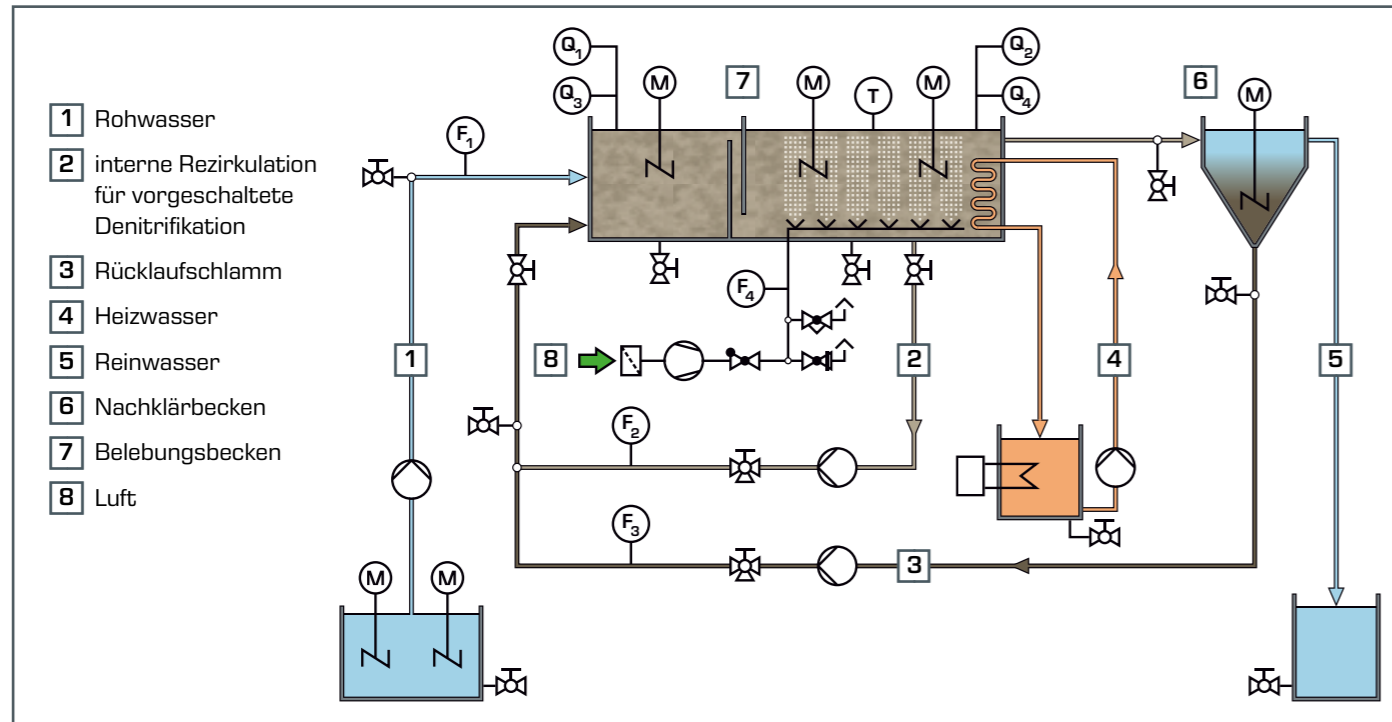 1 Rohwasser
2 interne Rezirkulation
für vorgeschaltete
Denitrifikation
3 Rücklaufschlamm
4 Heizwasser
5 Reinwasser
6 Nachklärbecken
7 Belebungsbecken
8 Luft
Q1
Q3
M
7
M
T
M
Q2
Q4
6
M
F1
F4
1
8
2
4
5
F2
F3
3
M
M